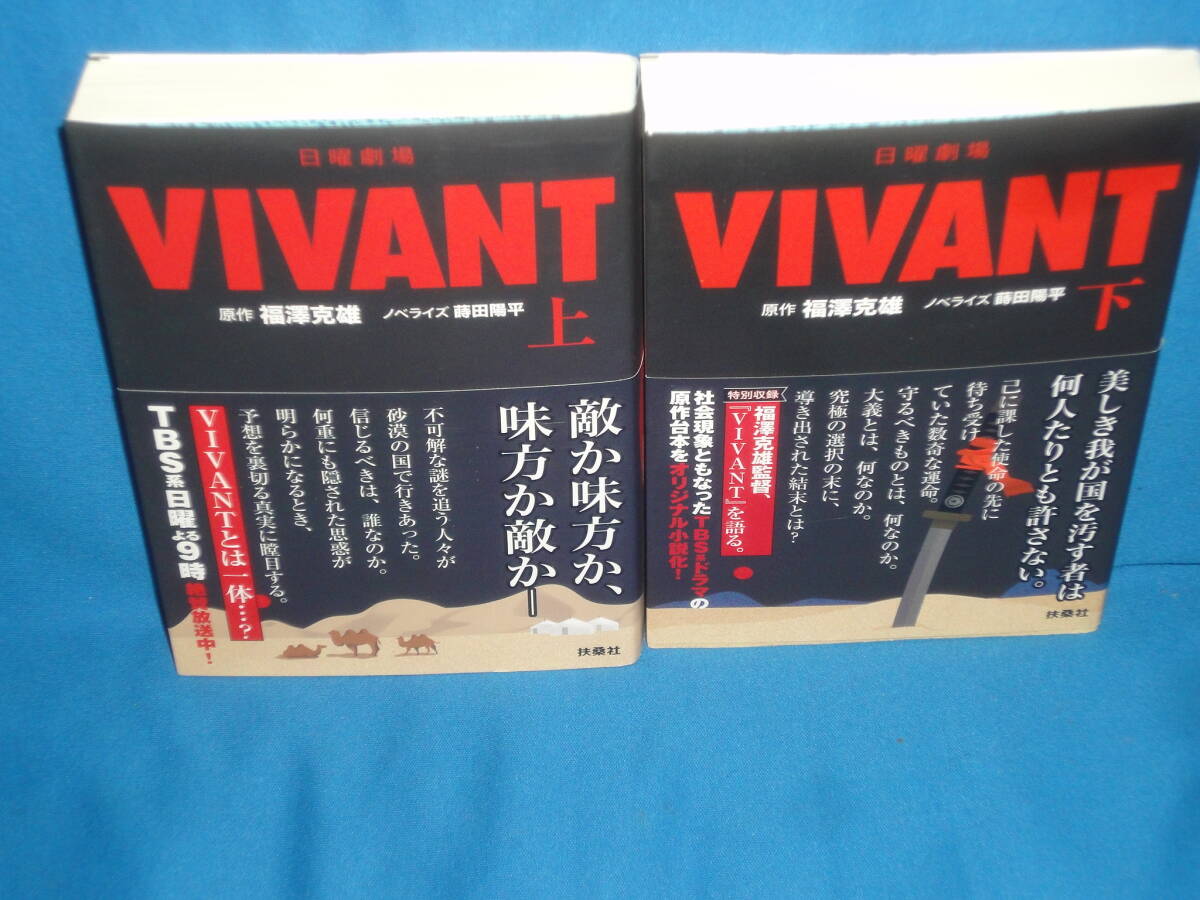 日曜劇場
VIVANT
上
原作 福澤克雄 ノベライズ 蒔田陽平
敵か味方か、
味方か敵か―
不可解な謎を追う人々が
砂漠の国で行きあった。
信じるべきは、誰なのか。
何重にも隠された思惑が
明らかになるとき、
予想を裏切る真実に瞠目する。
VIVANTとは一体…?
TBS系日曜よる9時
放送中!
扶桑社
日曜劇場
VIVANT
下
原作 福澤克雄 ノベライズ 蒔田陽平
美しき我が国を汚す者は
何人たりとも許さない。
己に課した使命の先に
待ち受け
ていた数奇な運命。
守るべきものとは、何なのか。
大義とは、何なのか。
究極の選択の末に、
導き出された結末とは?
特別収録
福澤克雄監督、
『VIVANT』を語る。
社会現象ともなったTBS系ドラマの
原作台本をオリジナル小説化!
扶桑社